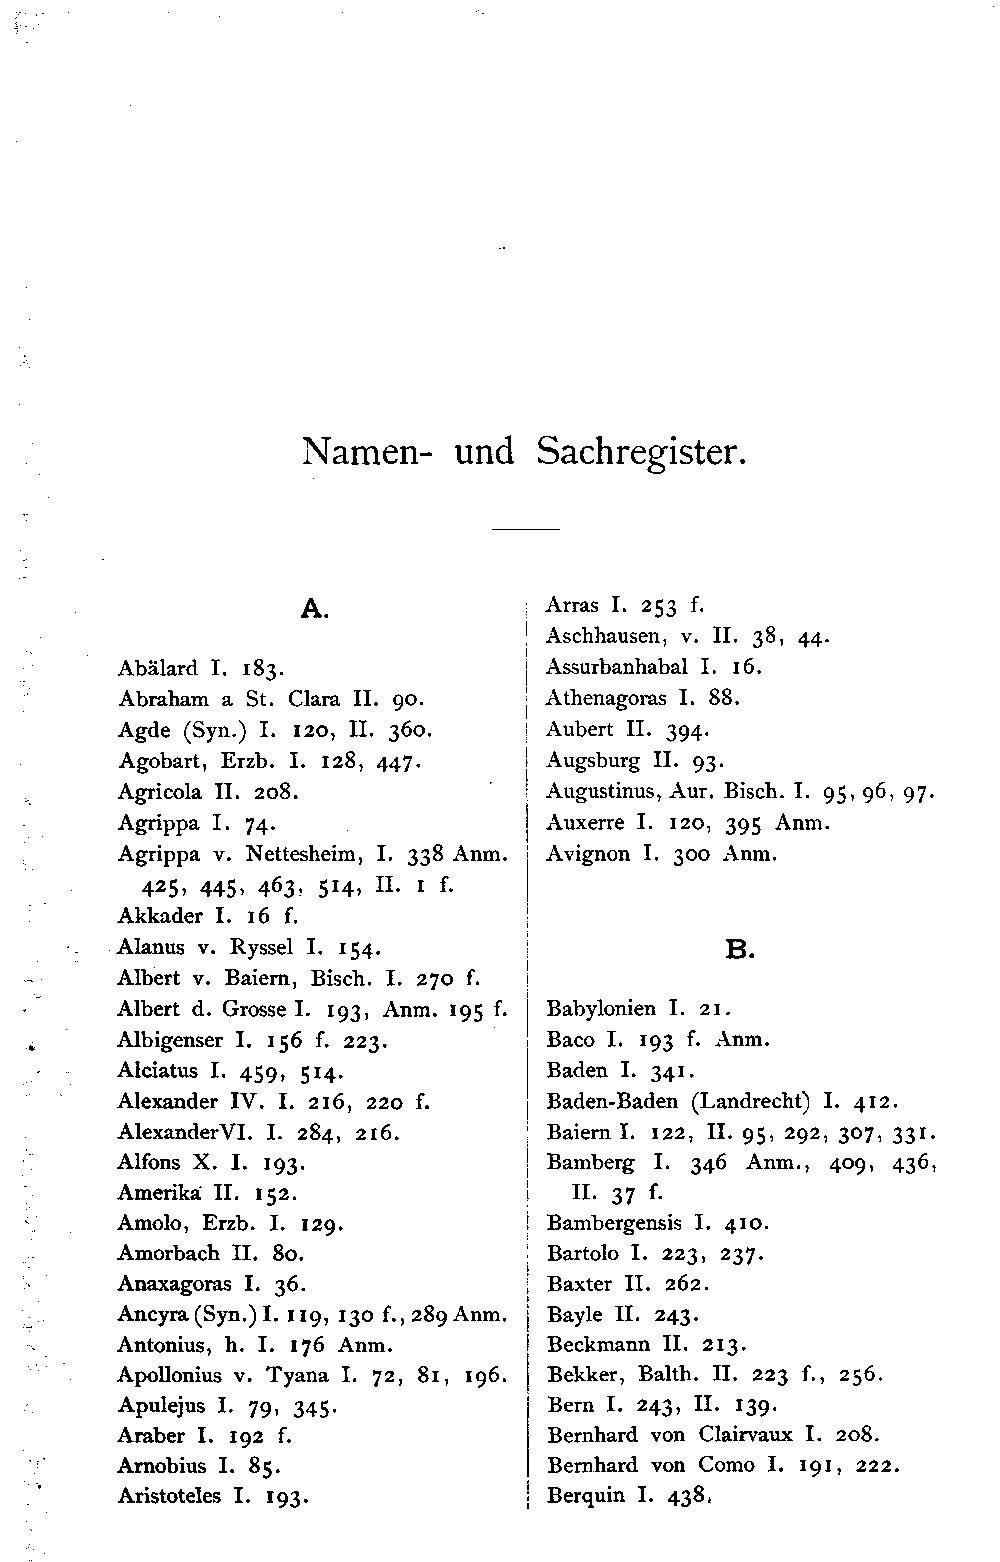 Namen- und Sachregister.
A.
Abälard I. 183.
Abraham a St. Clara II. 90.
Agde (Syn.) I. 120, II. 360.
Agobart, Erzb. I. 128, 447.
Agricola II. 208.
Agrippa I. 74.
Agrippa v. Nettesheim, I. 338 Anm.
425, 445, 463, 514, II. 1 f.
Akkader I. 16 f.
Alanus v. Ryssel I. 154.
Albert v. Baiern, Bisch. I. 270 f.
Albert d. Grosse I. 193, Anm. 195 f.
Albigenser I. 156 f. 223.
Alciatus I. 459, 514.
Alexander IV. I. 216, 220 f.
AlexanderVI. I. 284, 216.
Alfons X. I. 193.
Amerika II. 152.
Amolo, Erzb. I. 129.
Amorbach II. 80.
Anaxagoras I. 36.
Ancyra (Syn.) I. 119, 130 f., 289 Anm.
Antonius, h. I. 176 Anm.
Apollonius v. Tyana I. 72, 81, 196.
Apulejus I. 79, 345.
Araber I. 192 f.
Arnobius I. 85.
Aristoteles I. 193.
Arras I. 253 f.
Aschhausen, v. II. 38, 44.
Assurbanhabal I. 16.
Athenagoras I. 88.
Aubert II. 394.
Augsburg II. 93.
Augustinus, Aur. Bisch. I. 95, 96, 97.
Auxerre I. 120, 395 Anm.
Avignon I. 300 Anm.
B.
Babylonien I. 21.
Baco I. 193 f. Anm.
Baden I. 341.
Baden-Baden (Landrecht) I. 412.
Baiern I. 122, II. 95, 292, 307, 331.
Bamberg I. 346 Anm., 409, 436,
II. 37 f.
Bambergensis I. 410.
Bartolo I. 223, 237.
Baxter II. 262.
Bayle II. 243.
Beckmann II. 213.
Bekker, Balth. II. 223 f., 256.
Bern I. 243, II. 139.
Bernhard von Clairvaux I. 208.
Bernhard von Como I. 191, 222.
Berquin I. 438.